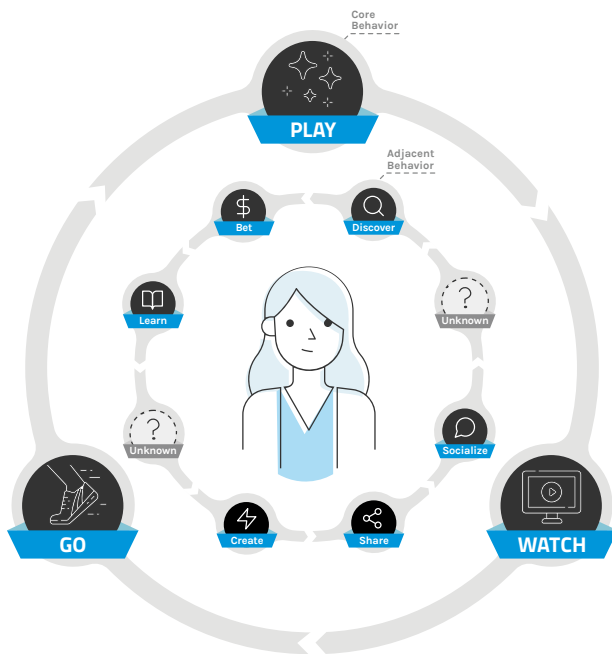 Core
Behavior
PLAY
Adjacent
Behavior
$
Bet
Discover
Learn
?
Unknown
?
Unknown
Socialize
Create
Share
GO
WATCH